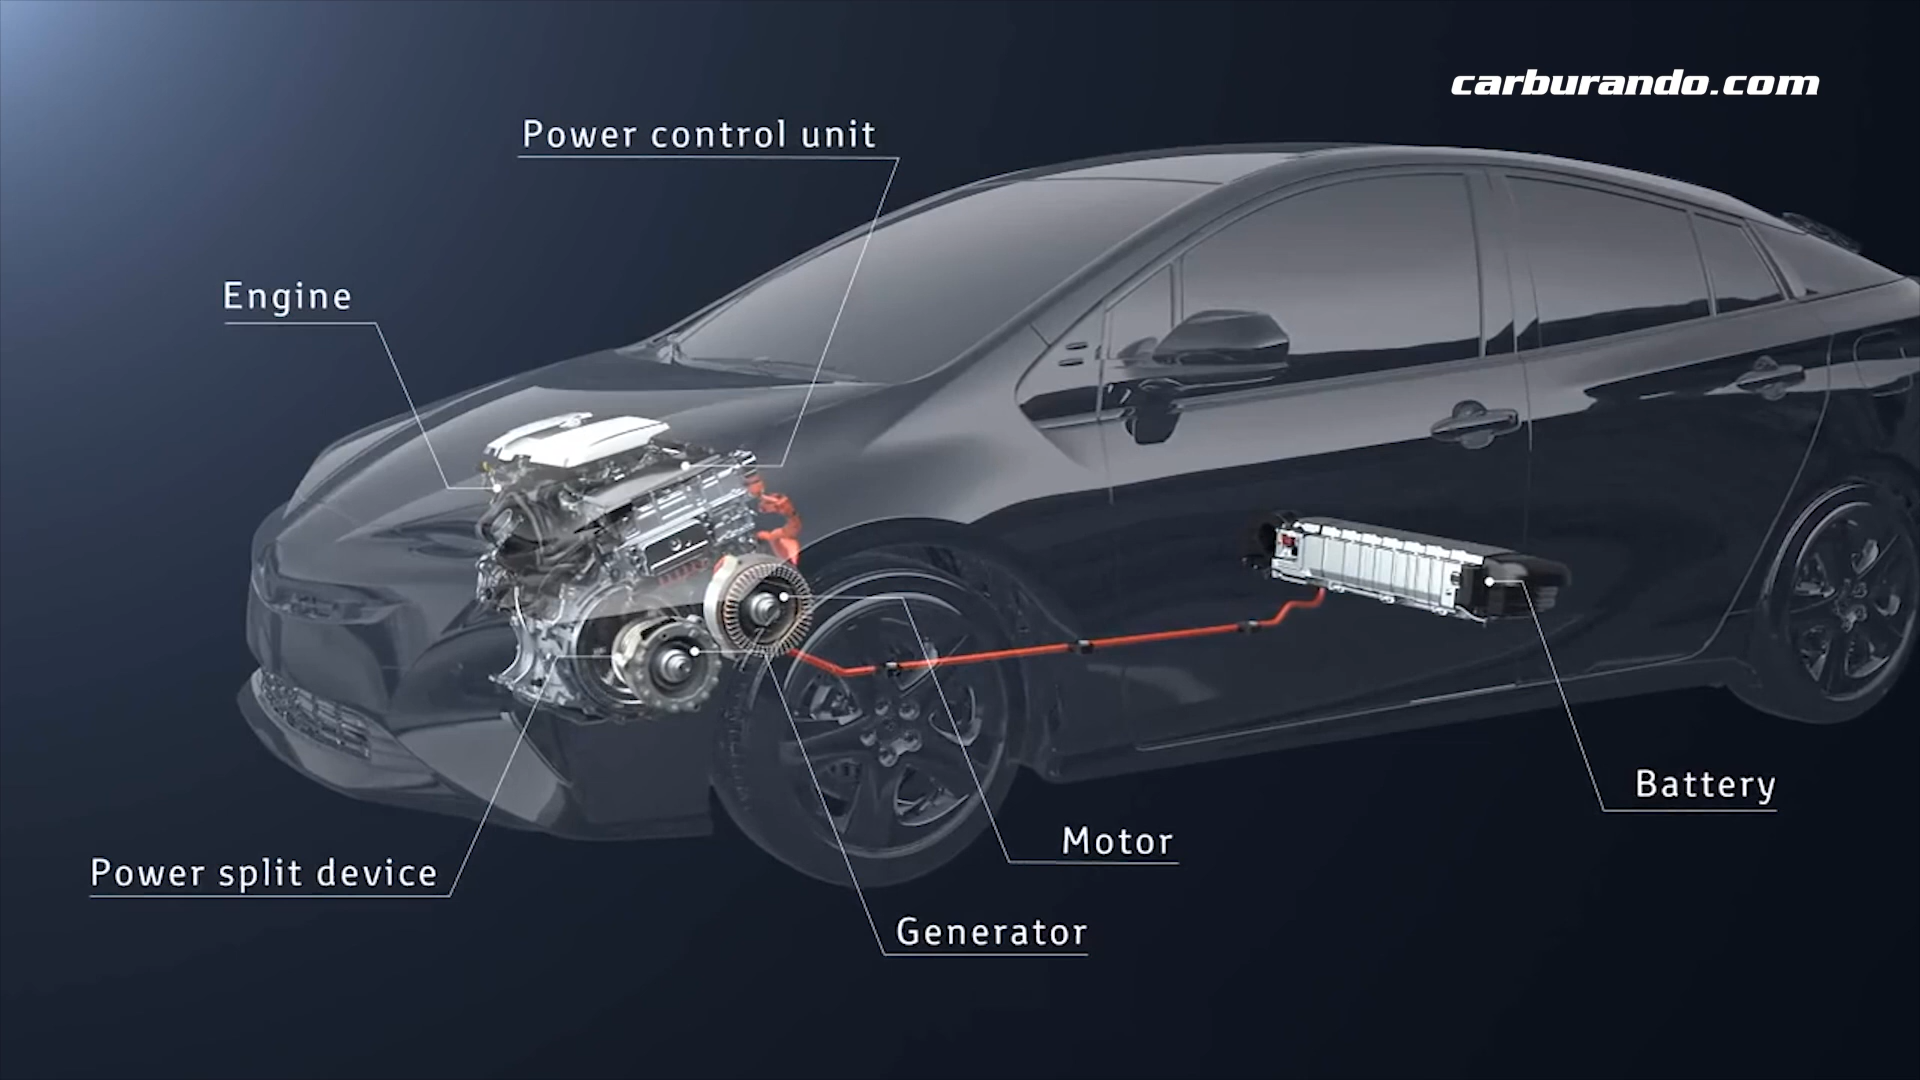 carburando.com
Power control unit
Engine
Battery
Motor
Power split device
Generator